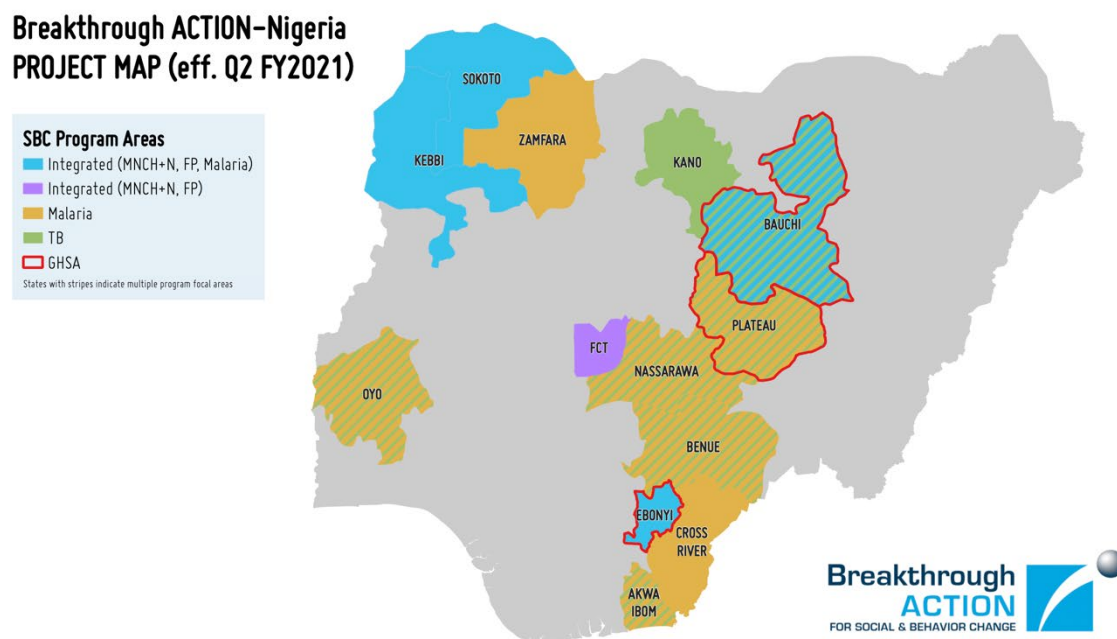 Breakthrough ACTION–Nigeria
PROJECT MAP (eff. Q2 FY2021)
SBC Program Areas
Integrated (MNCH+N, FP, Malaria)
Integrated (MNCH+N, FP)
Malaria
TB
GHSA
States with stripes indicate multiple program focal areas
SOKOTO
ZAMFARA
KEBBI
KANO
BAUCHI
PLATEAU
FCT
NASSARAWA
OYO
BENUE
EBONYI
CROSS
RIVER
AKWA
IBOM
Breakthrough
ACTION
FOR SOCIAL & BEHAVIOR CHANGE